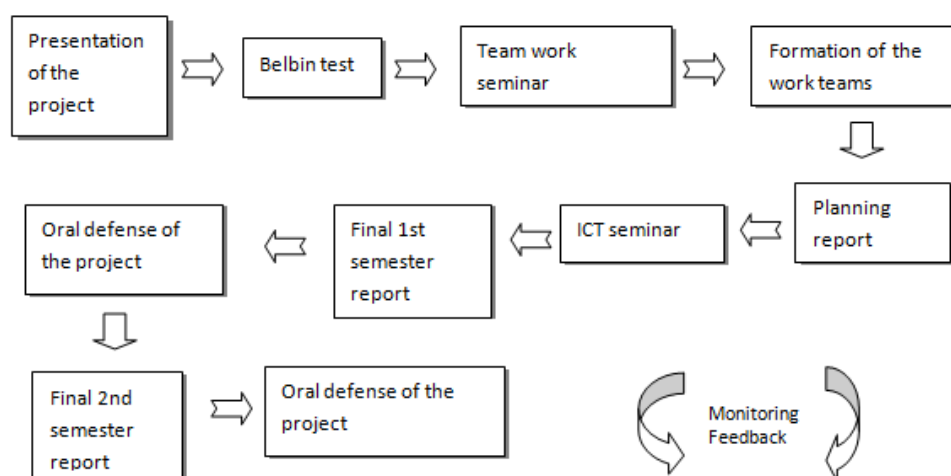 Presentation
of the
project
Belbin test
Team work
seminar
Formation of the
work teams
Planning
report
ICT seminar
Final 1st
semester
report
Oral defense of
the project
Final 2nd
semester
report
Oral defense of the
project
Monitoring
Feedback